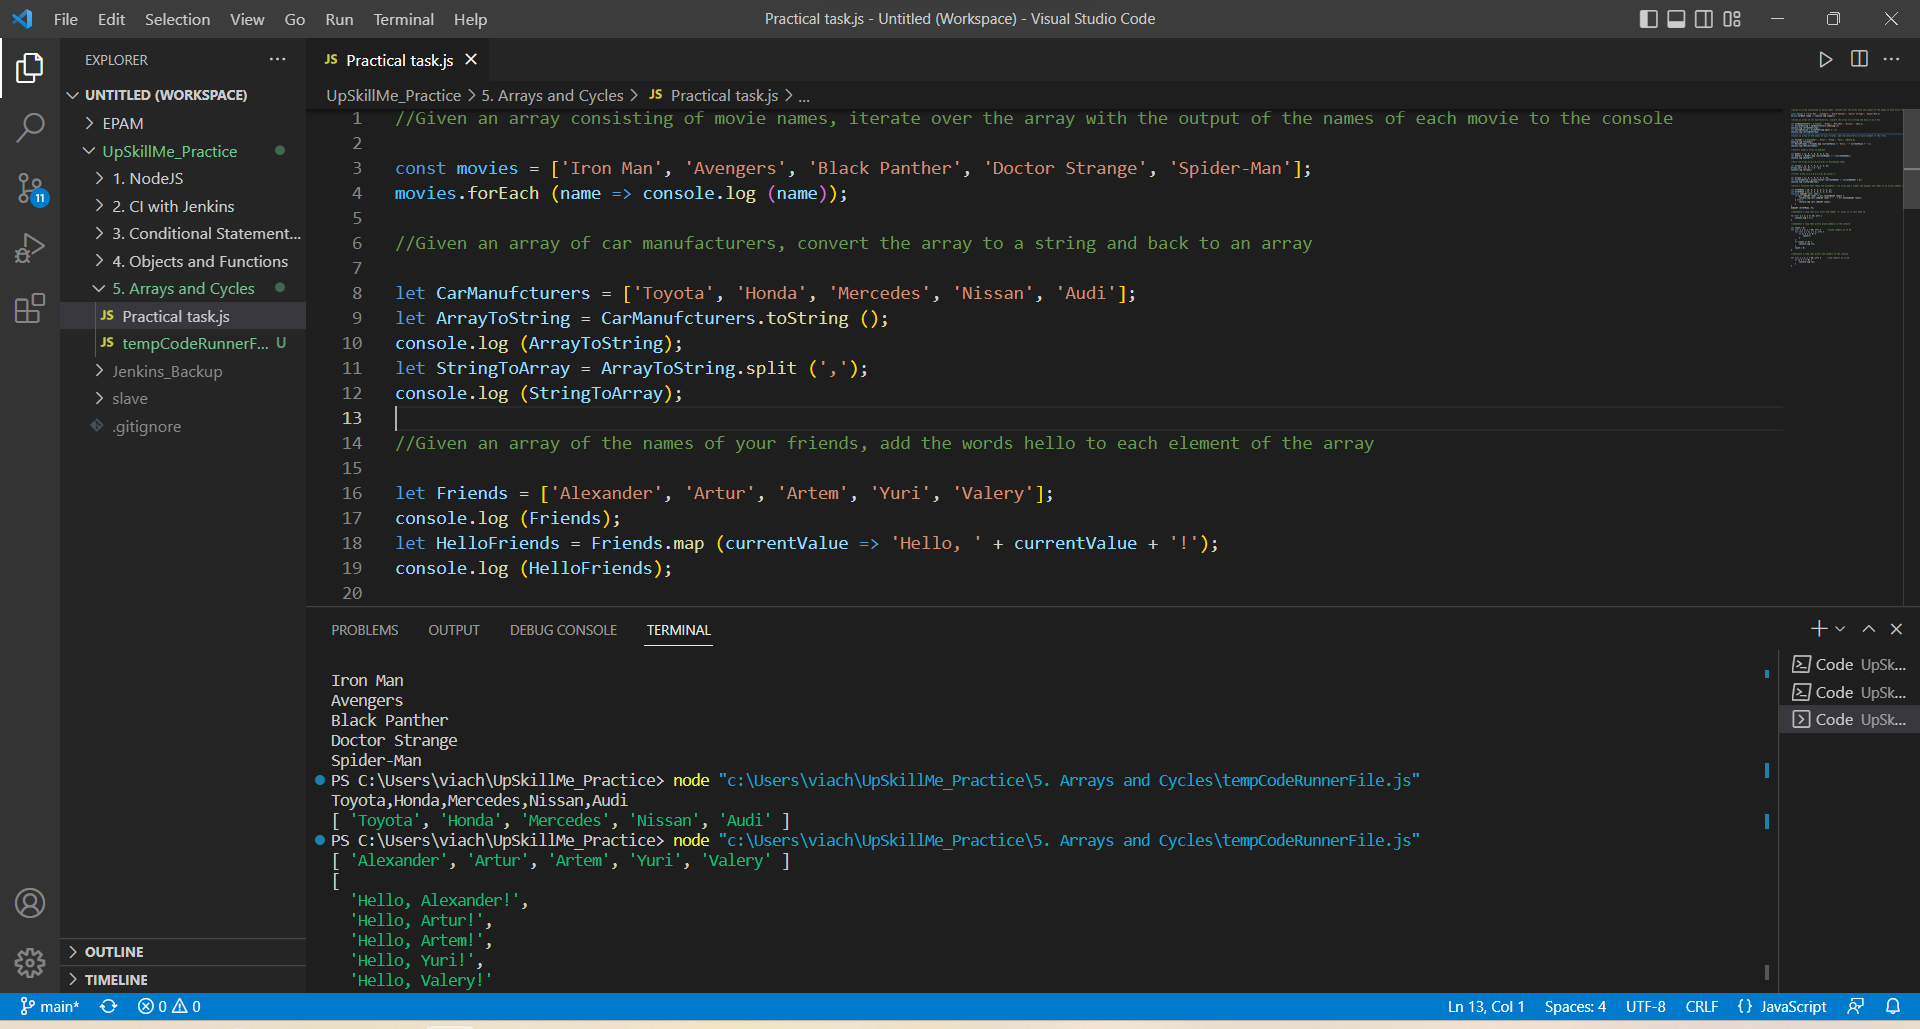 File Edit Selection View Go Run Terminal Help
Practical task.js - Untitled (Workspace) - Visual Studio Code
EXPLORER
UNTITLED (WORKSPACE)
EPAM
UpSkillMe_Practice
1. NodeJS
2. CI with Jenkins
3. Conditional Statement...
4. Objects and Functions
5. Arrays and Cycles
JS Practical task.js
JS tempCodeRunnerF... U
Jenkins_Backup
slave
.gitignore
OUTLINE
TIMELINE
11
JS Practical task.js
UpSkillMe_Practice > 5. Arrays and Cycles > JS Practical task.js > ...
1 //Given an array consisting of movie names, iterate over the array with the output of the names of each movie to the console
2
3 const movies = ['Iron Man', 'Avengers', 'Black Panther', 'Doctor Strange', 'Spider-Man'];
4 movies.forEach (name => console.log (name));
5
6 //Given an array of car manufacturers, convert the array to a string and back to an array
7
8 let CarManufcturers = ['Toyota', 'Honda', 'Mercedes', 'Nissan', 'Audi'];
9 let ArrayToString = CarManufcturers.toString ();
10 console.log (ArrayToString);
11 let StringToArray = ArrayToString.split (',');
12 console.log (StringToArray);
13
14 //Given an array of the names of your friends, add the words hello to each element of the array
15
16 let Friends = ['Alexander', 'Artur', 'Artem', 'Yuri', 'Valery'];
17 console.log (Friends);
18 let HelloFriends = Friends.map (currentValue => 'Hello, ' + currentValue + '!');
19 console.log (HelloFriends);
20
PROBLEMS OUTPUT DEBUG CONSOLE TERMINAL
Iron Man
Avengers
Black Panther
Doctor Strange
Spider-Man
PS C:\Users\viach\UpSkillMe_Practice> node "c:\Users\viach\UpSkillMe_Practice\5. Arrays and Cycles\tempCodeRunnerFile.js"
Toyota,Honda,Mercedes,Nissan,Audi
[ 'Toyota', 'Honda', 'Mercedes', 'Nissan', 'Audi' ]
PS C:\Users\viach\UpSkillMe_Practice> node "c:\Users\viach\UpSkillMe_Practice\5. Arrays and Cycles\tempCodeRunnerFile.js"
[ 'Alexander', 'Artur', 'Artem', 'Yuri', 'Valery' ]
[
'Hello, Alexander!',
'Hello, Artur!',
'Hello, Artem!',
'Hello, Yuri!',
'Hello, Valery!'
Code UpSk...
Code UpSk...
Code UpSk...
main* 0 0
Ln 13, Col 1 Spaces: 4 UTF-8 CRLF {} JavaScript